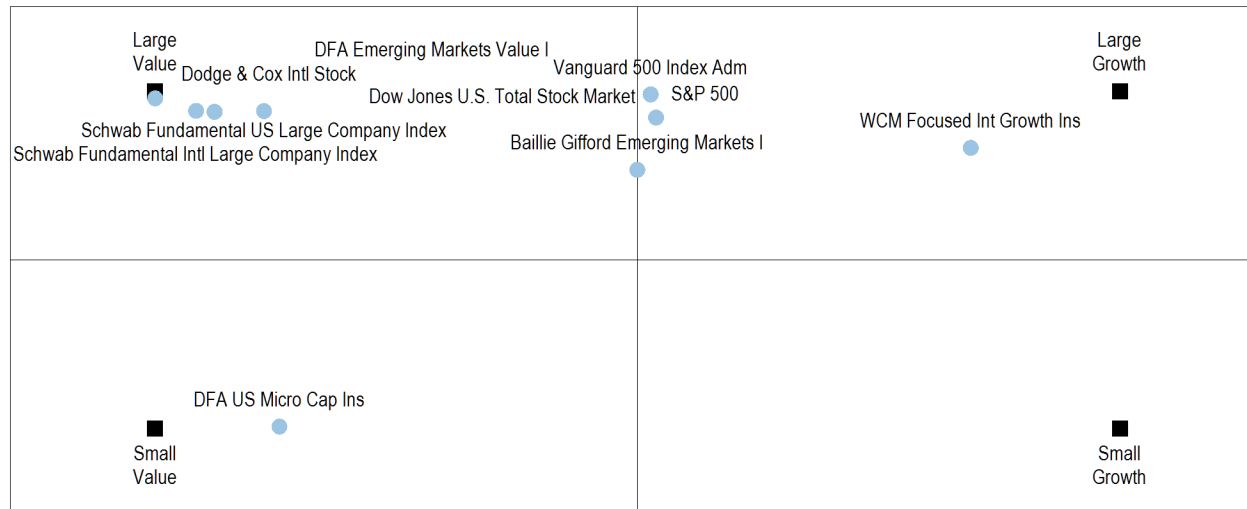 Large
Value
DFA Emerging Markets Value I
Large
Growth
Dodge & Cox Intl Stock
Vanguard 500 Index Adm
Dow Jones U.S. Total Stock Market
S&P 500
Schwab Fundamental US Large Company Index
WCM Focused Int Growth Ins
Schwab Fundamental Intl Large Company Index
Baillie Gifford Emerging Markets I
DFA US Micro Cap Ins
Small
Value
Small
Growth